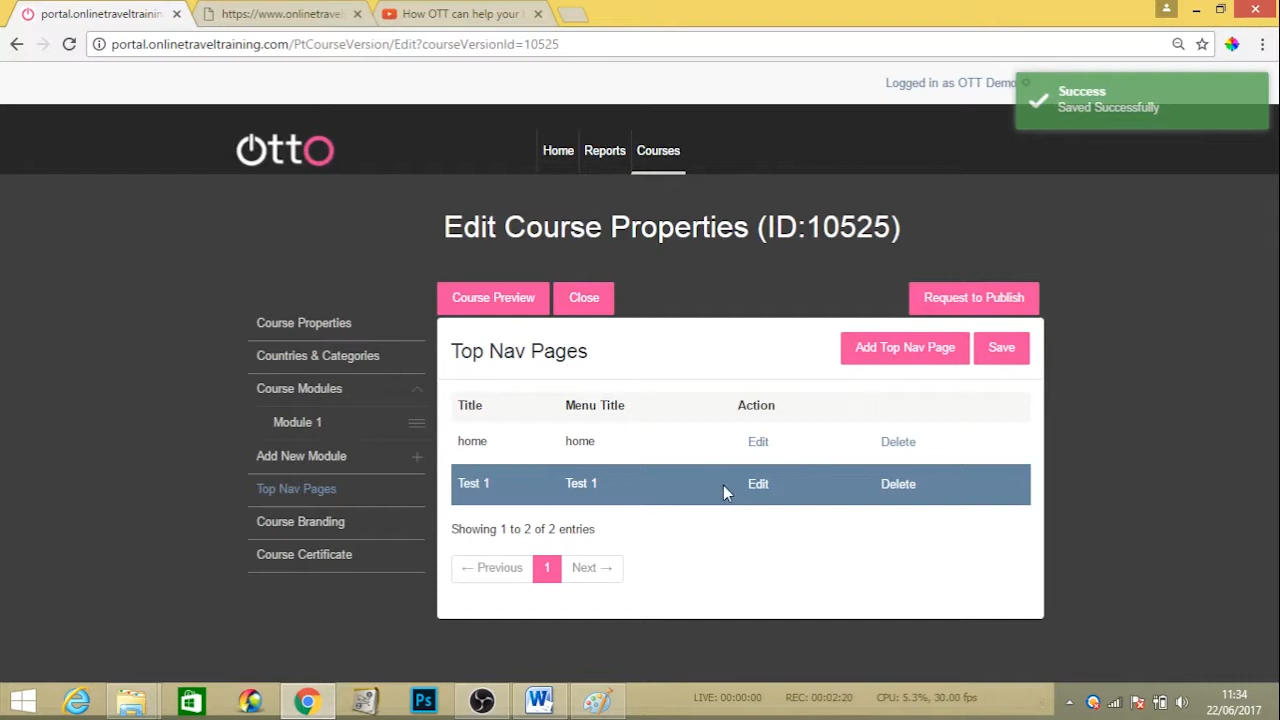 portal.onlinetraveltrainin
https://www.onlinetravel
How OTT can help your
portal.onlinetraveltraining.com/PtCourseVersion/Edit?courseVersionId=10525
Logged in as OTT Demo
Success
Saved Successfully
otto
Home
Reports
Courses
Edit Course Properties (ID:10525)
Course Preview
Close
Request to Publish
Course Properties
Countries & Categories
Course Modules
Module 1
Add New Module
Top Nav Pages
Course Branding
Course Certificate
Top Nav Pages
Add Top Nav Page
Save
Title Menu Title Action
home home Edit Delete
Test 1 Test 1 Edit Delete
Showing 1 to 2 of 2 entries
← Previous 1 Next →
Ps
W
LIVE: 00:00:00 REC: 00:02:20 CPU: 5.3%, 30.00 fps
11:34
22/06/2017